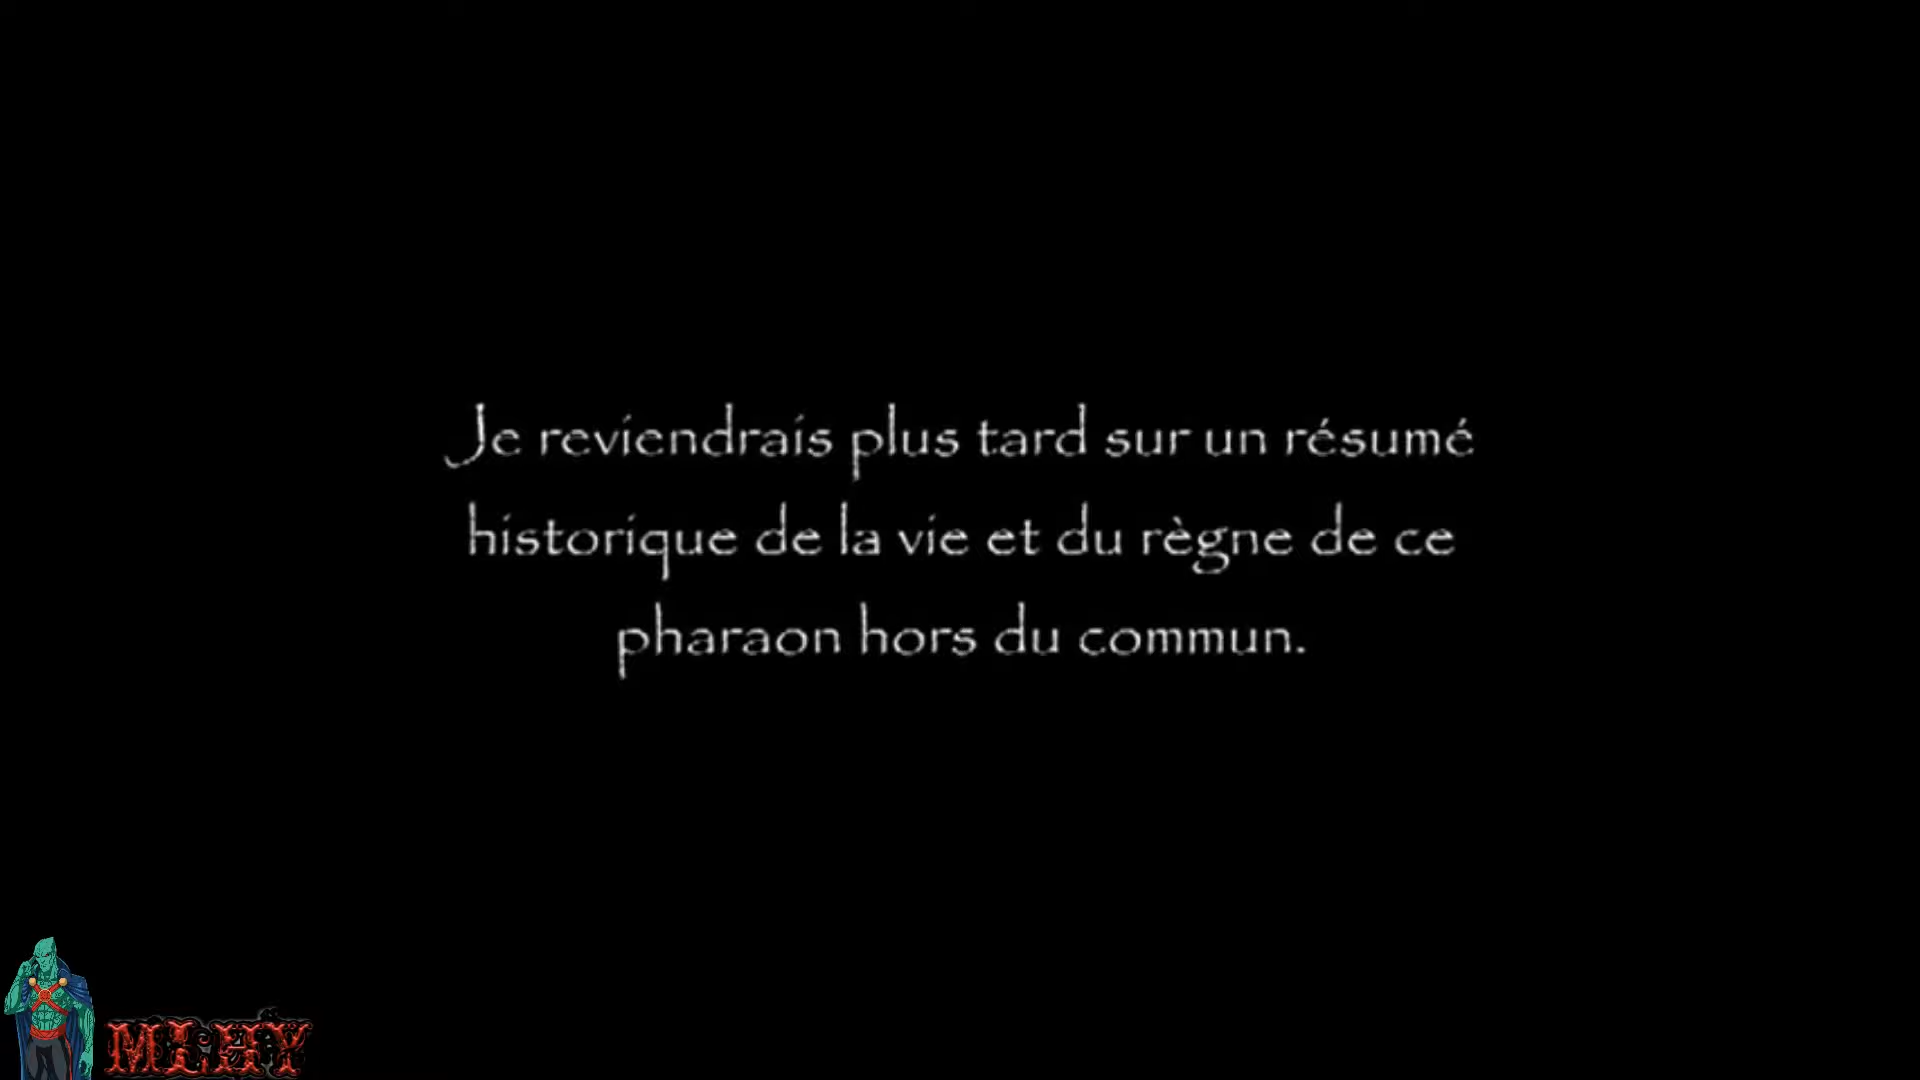 Je reviendrais plus tard sur un résumé
historique de la vie et du règne de ce
pharaon hors du commun.